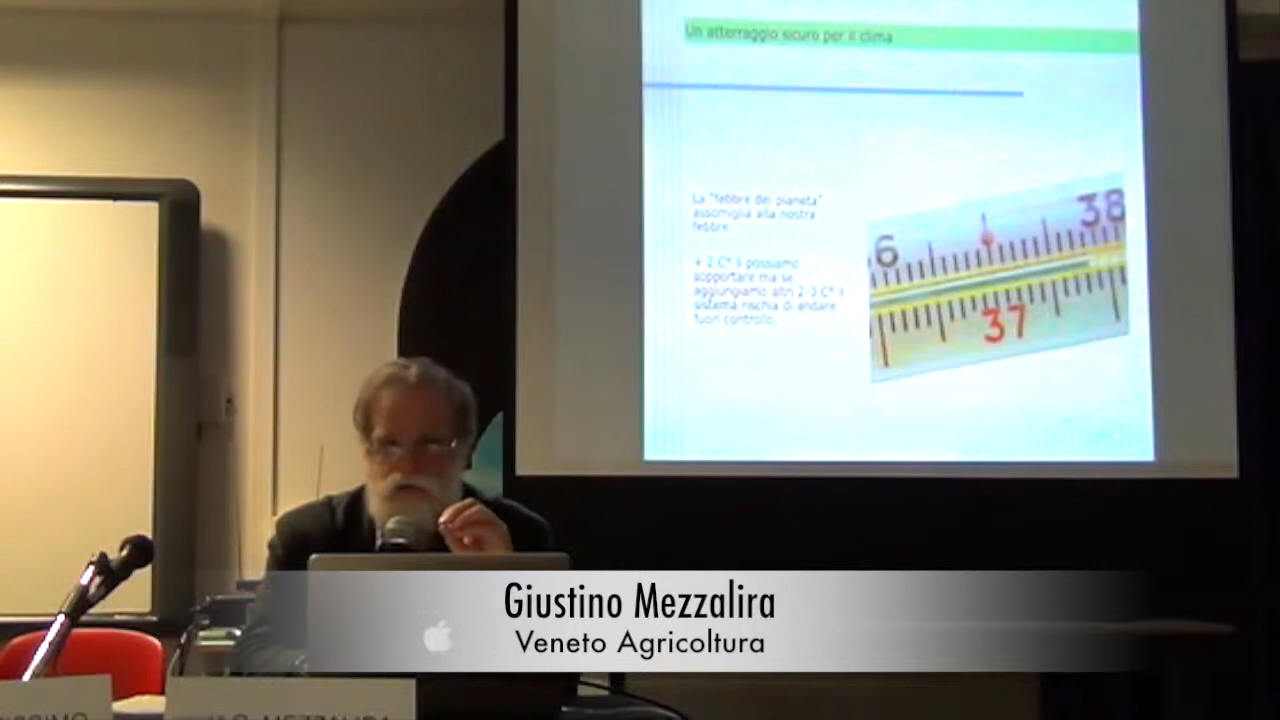 Un atterraggio sicuro per il clima
La "febbre del pianeta"
assomiglia alla nostra
febbre:
+ 2 C° li possiamo
sopportare ma se
aggiungiamo altri 2-3 C° il
sistema rischia di andare
fuori controllo.
6
38
37
Giustino Mezzalira
Veneto Agricoltura
MEZZALIRA